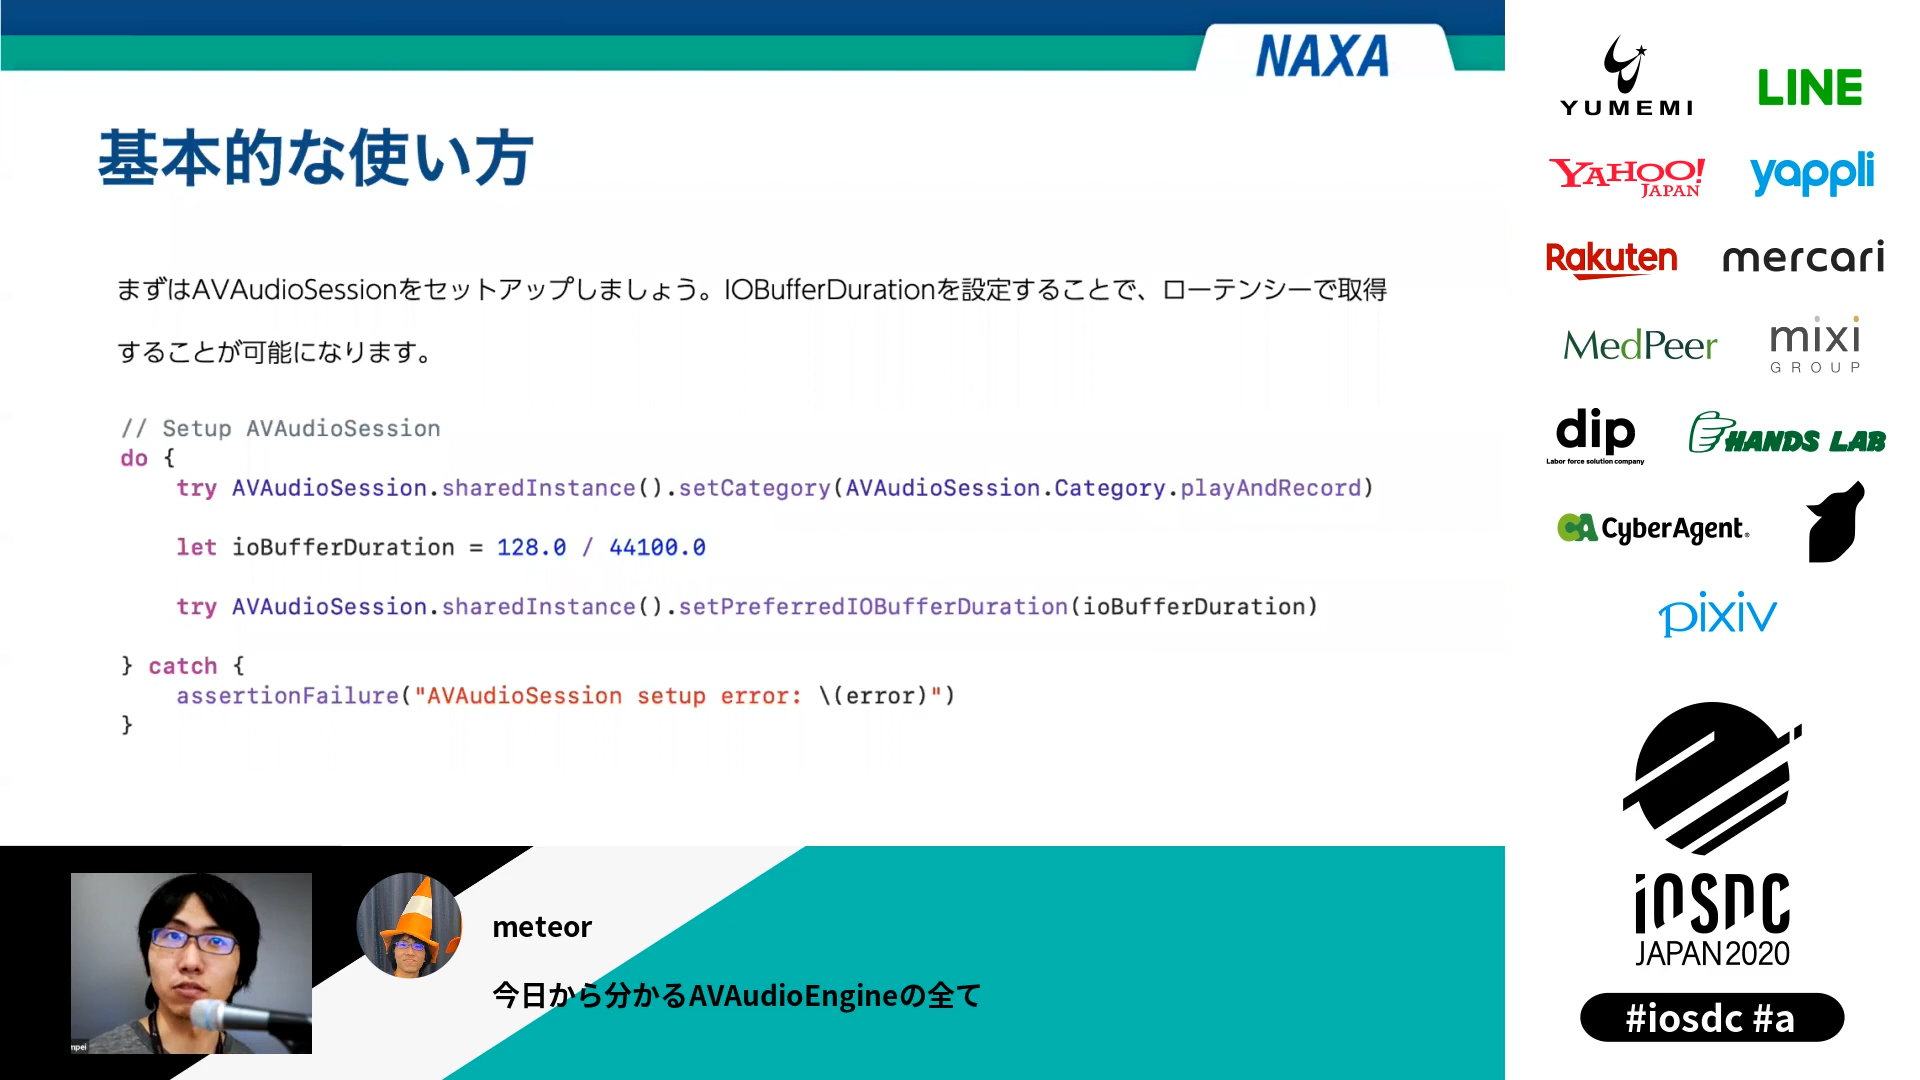 NAXA
基本的な使い方
まずはAVAudioSessionをセットアップしましょう。IOBufferDurationを設定することで、ローテンシーで取得
することが可能になります。
// Setup AVAudioSession
do {
try AVAudioSession.sharedInstance().setCategory(AVAudioSession.Category.playAndRecord)
let ioBufferDuration = 128.0 / 44100.0
try AVAudioSession.sharedInstance().setPreferredIOBufferDuration(ioBufferDuration)
} catch {
assertionFailure("AVAudioSession setup error: \(error)")
}
mpei
meteor
今日から分かるAVAudioEngineの全て
YUMEMI
LINE
YAHOO!
JAPAN
yappli
Rakuten
mercari
MedPeer
mixi
GROUP
dip
Labor force solution company
HANDS LAB
CA CyberAgent.
pixiv
iOSDC
JAPAN 2020
#iosdc #a